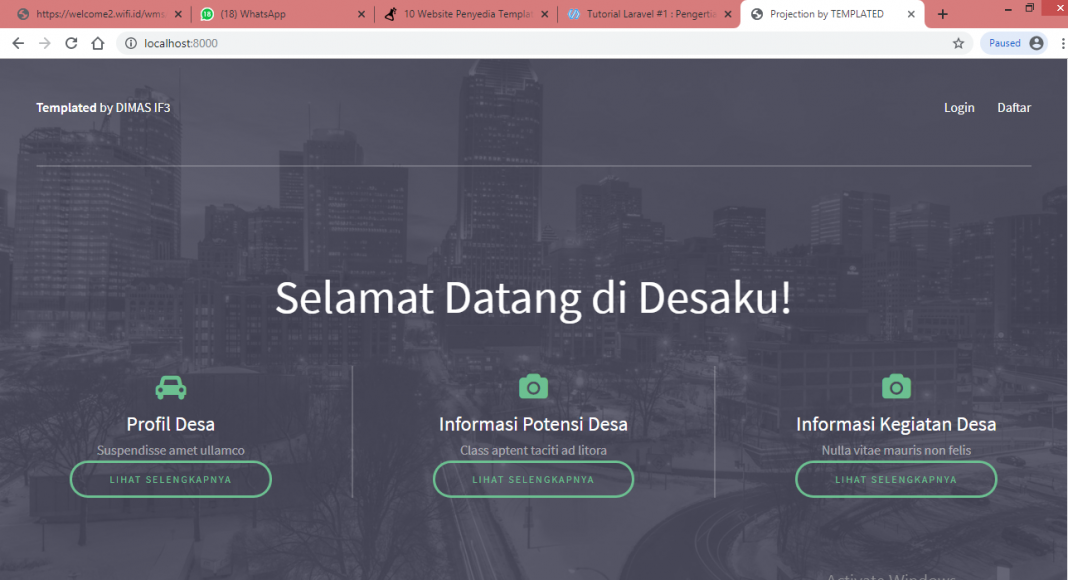 https://welcome2.wifi.id/wms
(18) WhatsApp
10 Website Penyedia Templa
Tutorial Laravel #1 : Pengertia
Projection by TEMPLATED
localhost:8000
Paused
Templated by DIMAS IF3
Login
Daftar
Selamat Datang di Desaku!
Profil Desa
Suspendisse amet ullamco
LIHAT SELENGKAPNYA
Informasi Potensi Desa
Class aptent taciti ad litora
LIHAT SELENGKAPNYA
Informasi Kegiatan Desa
Nulla vitae mauris non felis
LIHAT SELENGKAPNYA
Activate Windows